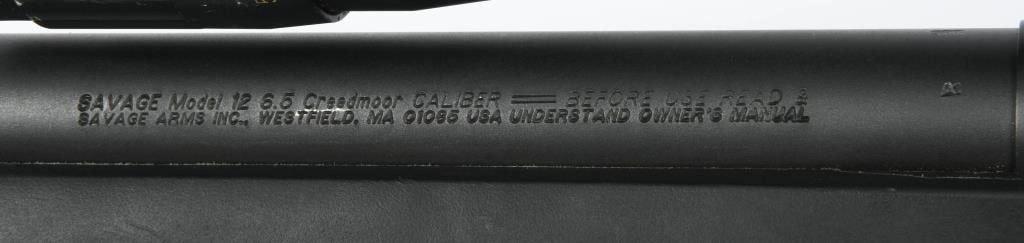 SAVAGE Model 12 6.5 Creedmoor CALIBER == BEFORE USE, READ &
SAVAGE ARMS INC., WESTFIELD, MA 01085 USA UNDERSTAND OWNER'S MANUAL